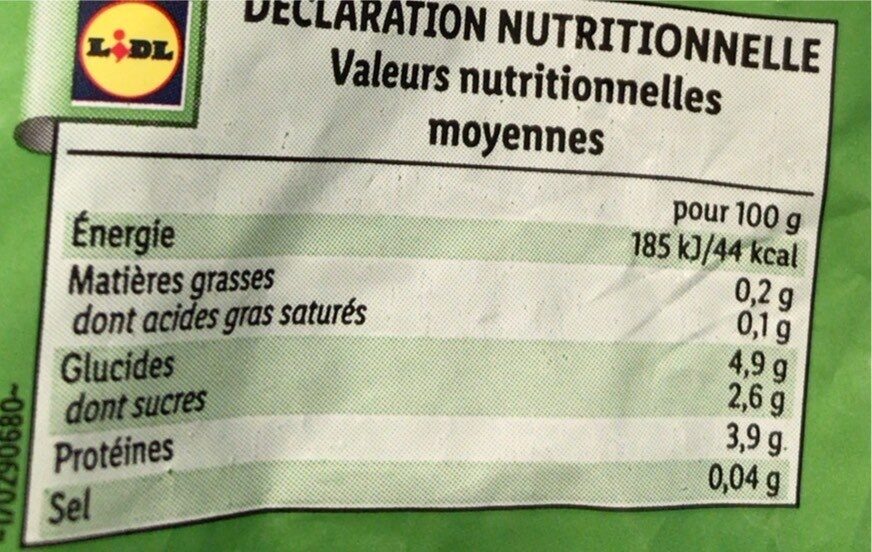 LIDL
DÉCLARATION NUTRITIONNELLE
Valeurs nutritionnelles
moyennes
pour 100 g
Énergie 185 kJ/44 kcal
Matières grasses 0,2 g
dont acides gras saturés 0,1 g
Glucides 4,9 g
dont sucres 2,6 g
Protéines 3,9 g
Sel 0,04 g